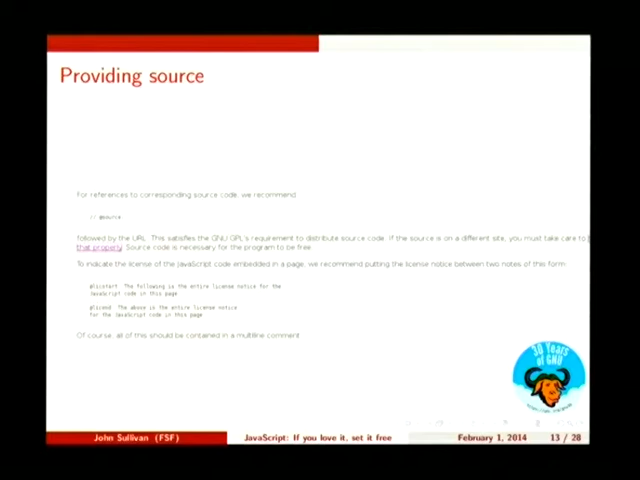 Providing source
For references to corresponding source code, we recommend
// @source
followed by the URL. This satisfies the GNU GPL's requirement to distribute source code. If the source is on a different site, you must take care to
that properly. Source code is necessary for the program to be free.
To indicate the license of the JavaScript code embedded in a page, we recommend putting the license notice between two notes of this form:
@licstart The following is the entire license notice for the
JavaScript code in this page
@licend The above is the entire license notice
for the JavaScript code in this page
Of course, all of this should be contained in a multiline comment
30 Years
of GNU
John Sullivan (FSF)
JavaScript: If you love it, set it free
February 1, 2014
13 / 28